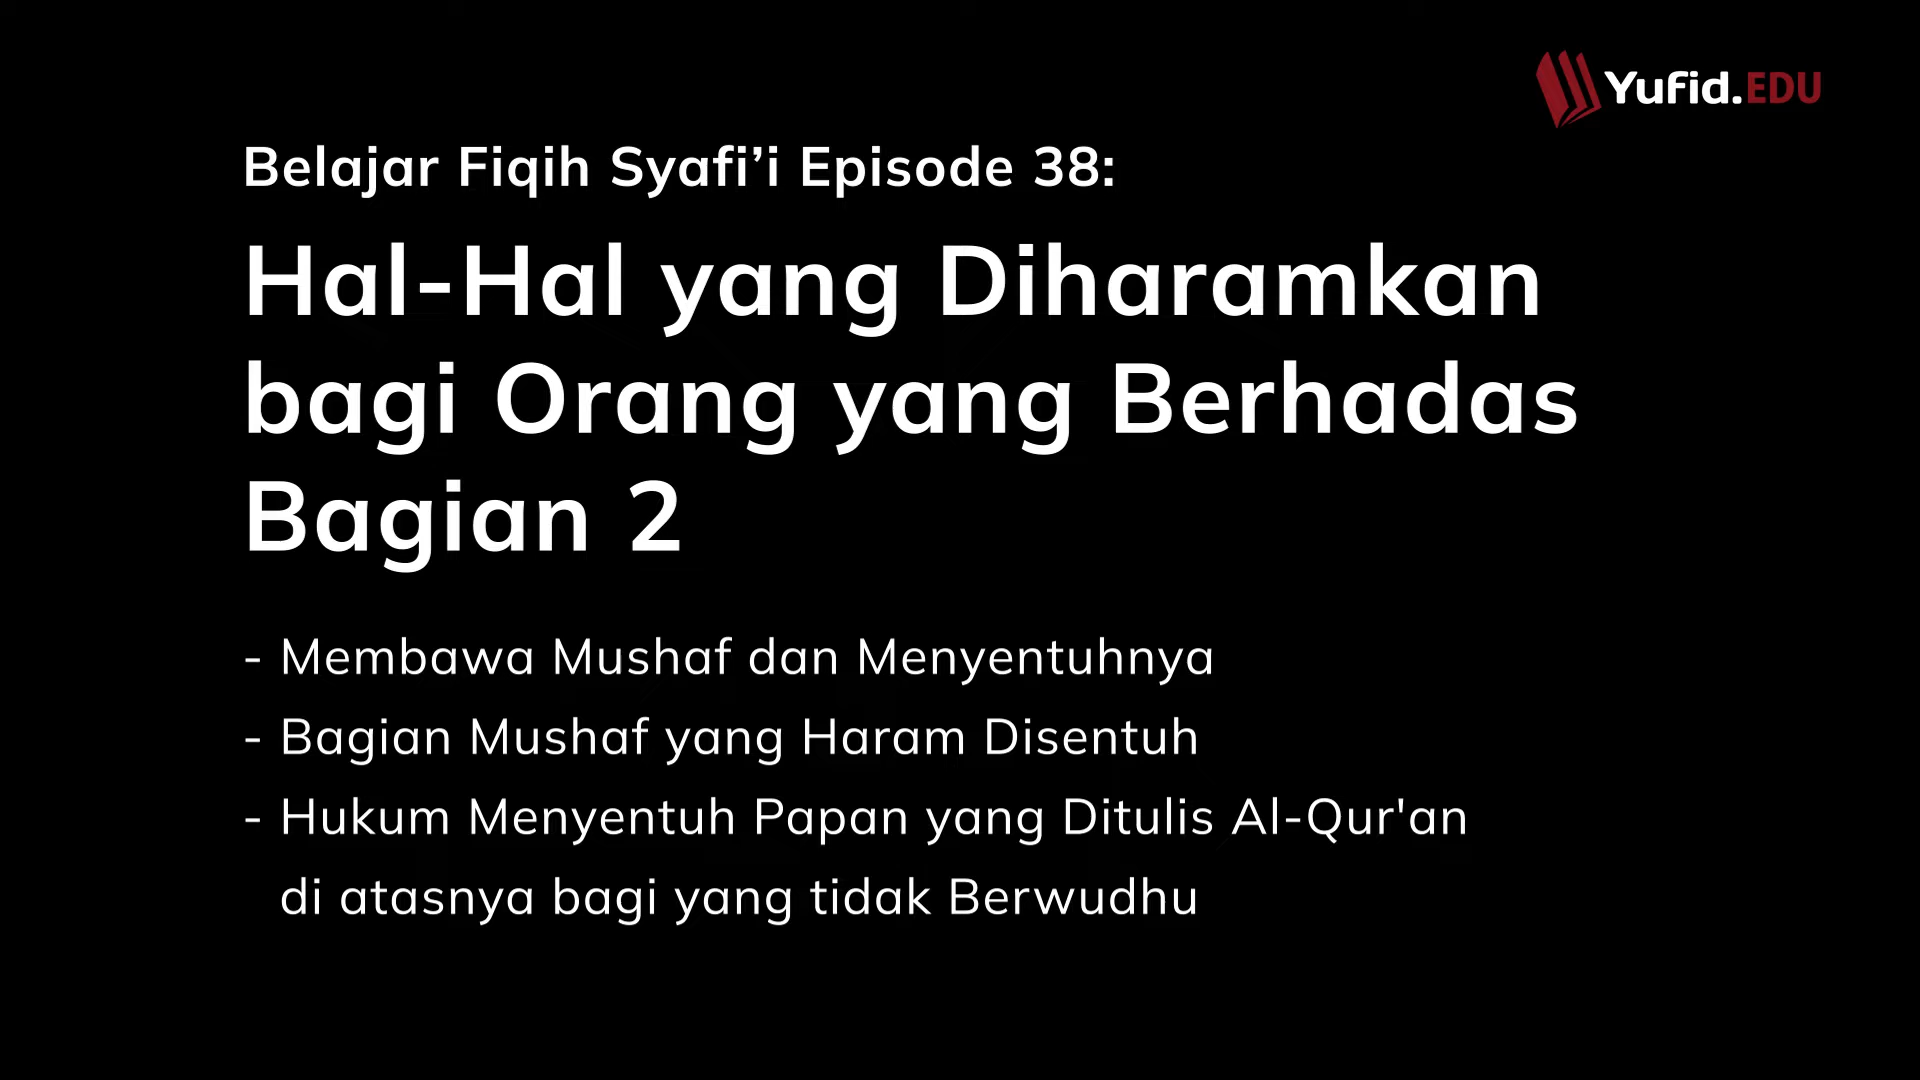 Yufid.EDU
Belajar Fiqih Syafi’i Episode 38:
Hal-Hal yang Diharamkan
bagi Orang yang Berhadas
Bagian 2
- Membawa Mushaf dan Menyentuhnya
- Bagian Mushaf yang Haram Disentuh
- Hukum Menyentuh Papan yang Ditulis Al-Qur'an
di atasnya bagi yang tidak Berwudhu